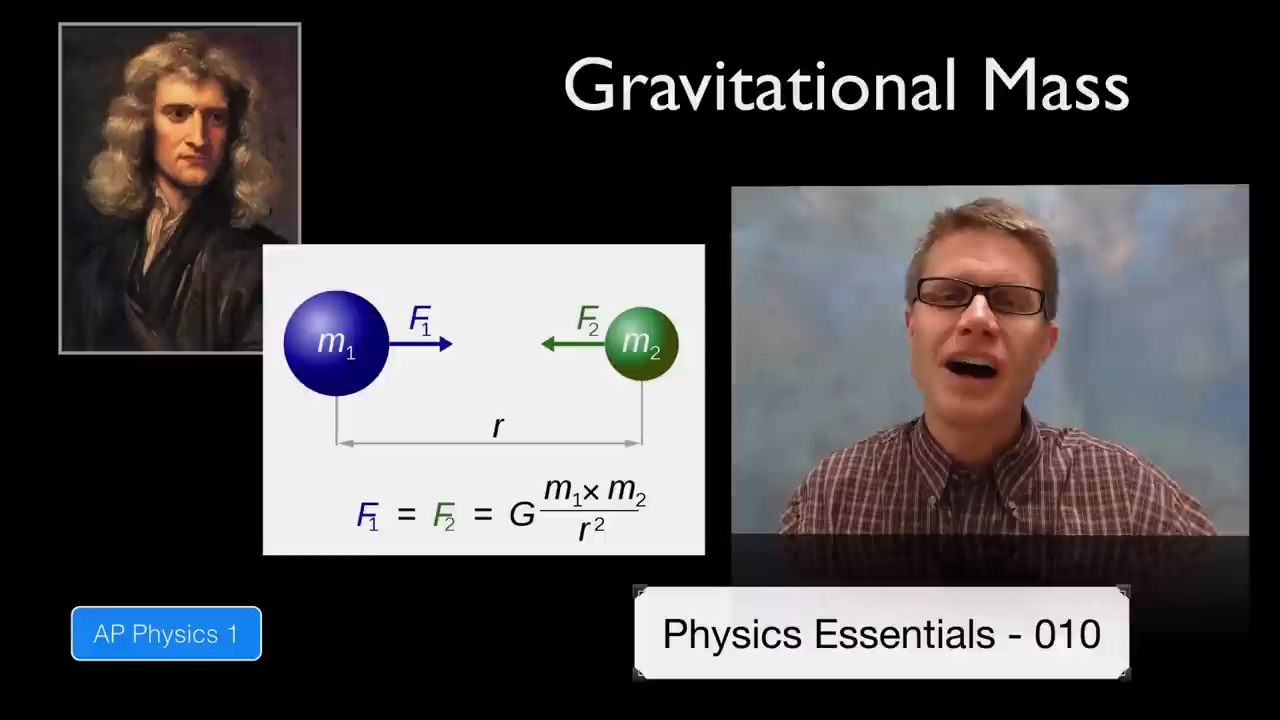 Gravitational Mass
m₁ F₁ F₂ m₂
r
F₁ = F₂ = G m₁ × m₂ / r²
AP Physics 1
Physics Essentials - 010